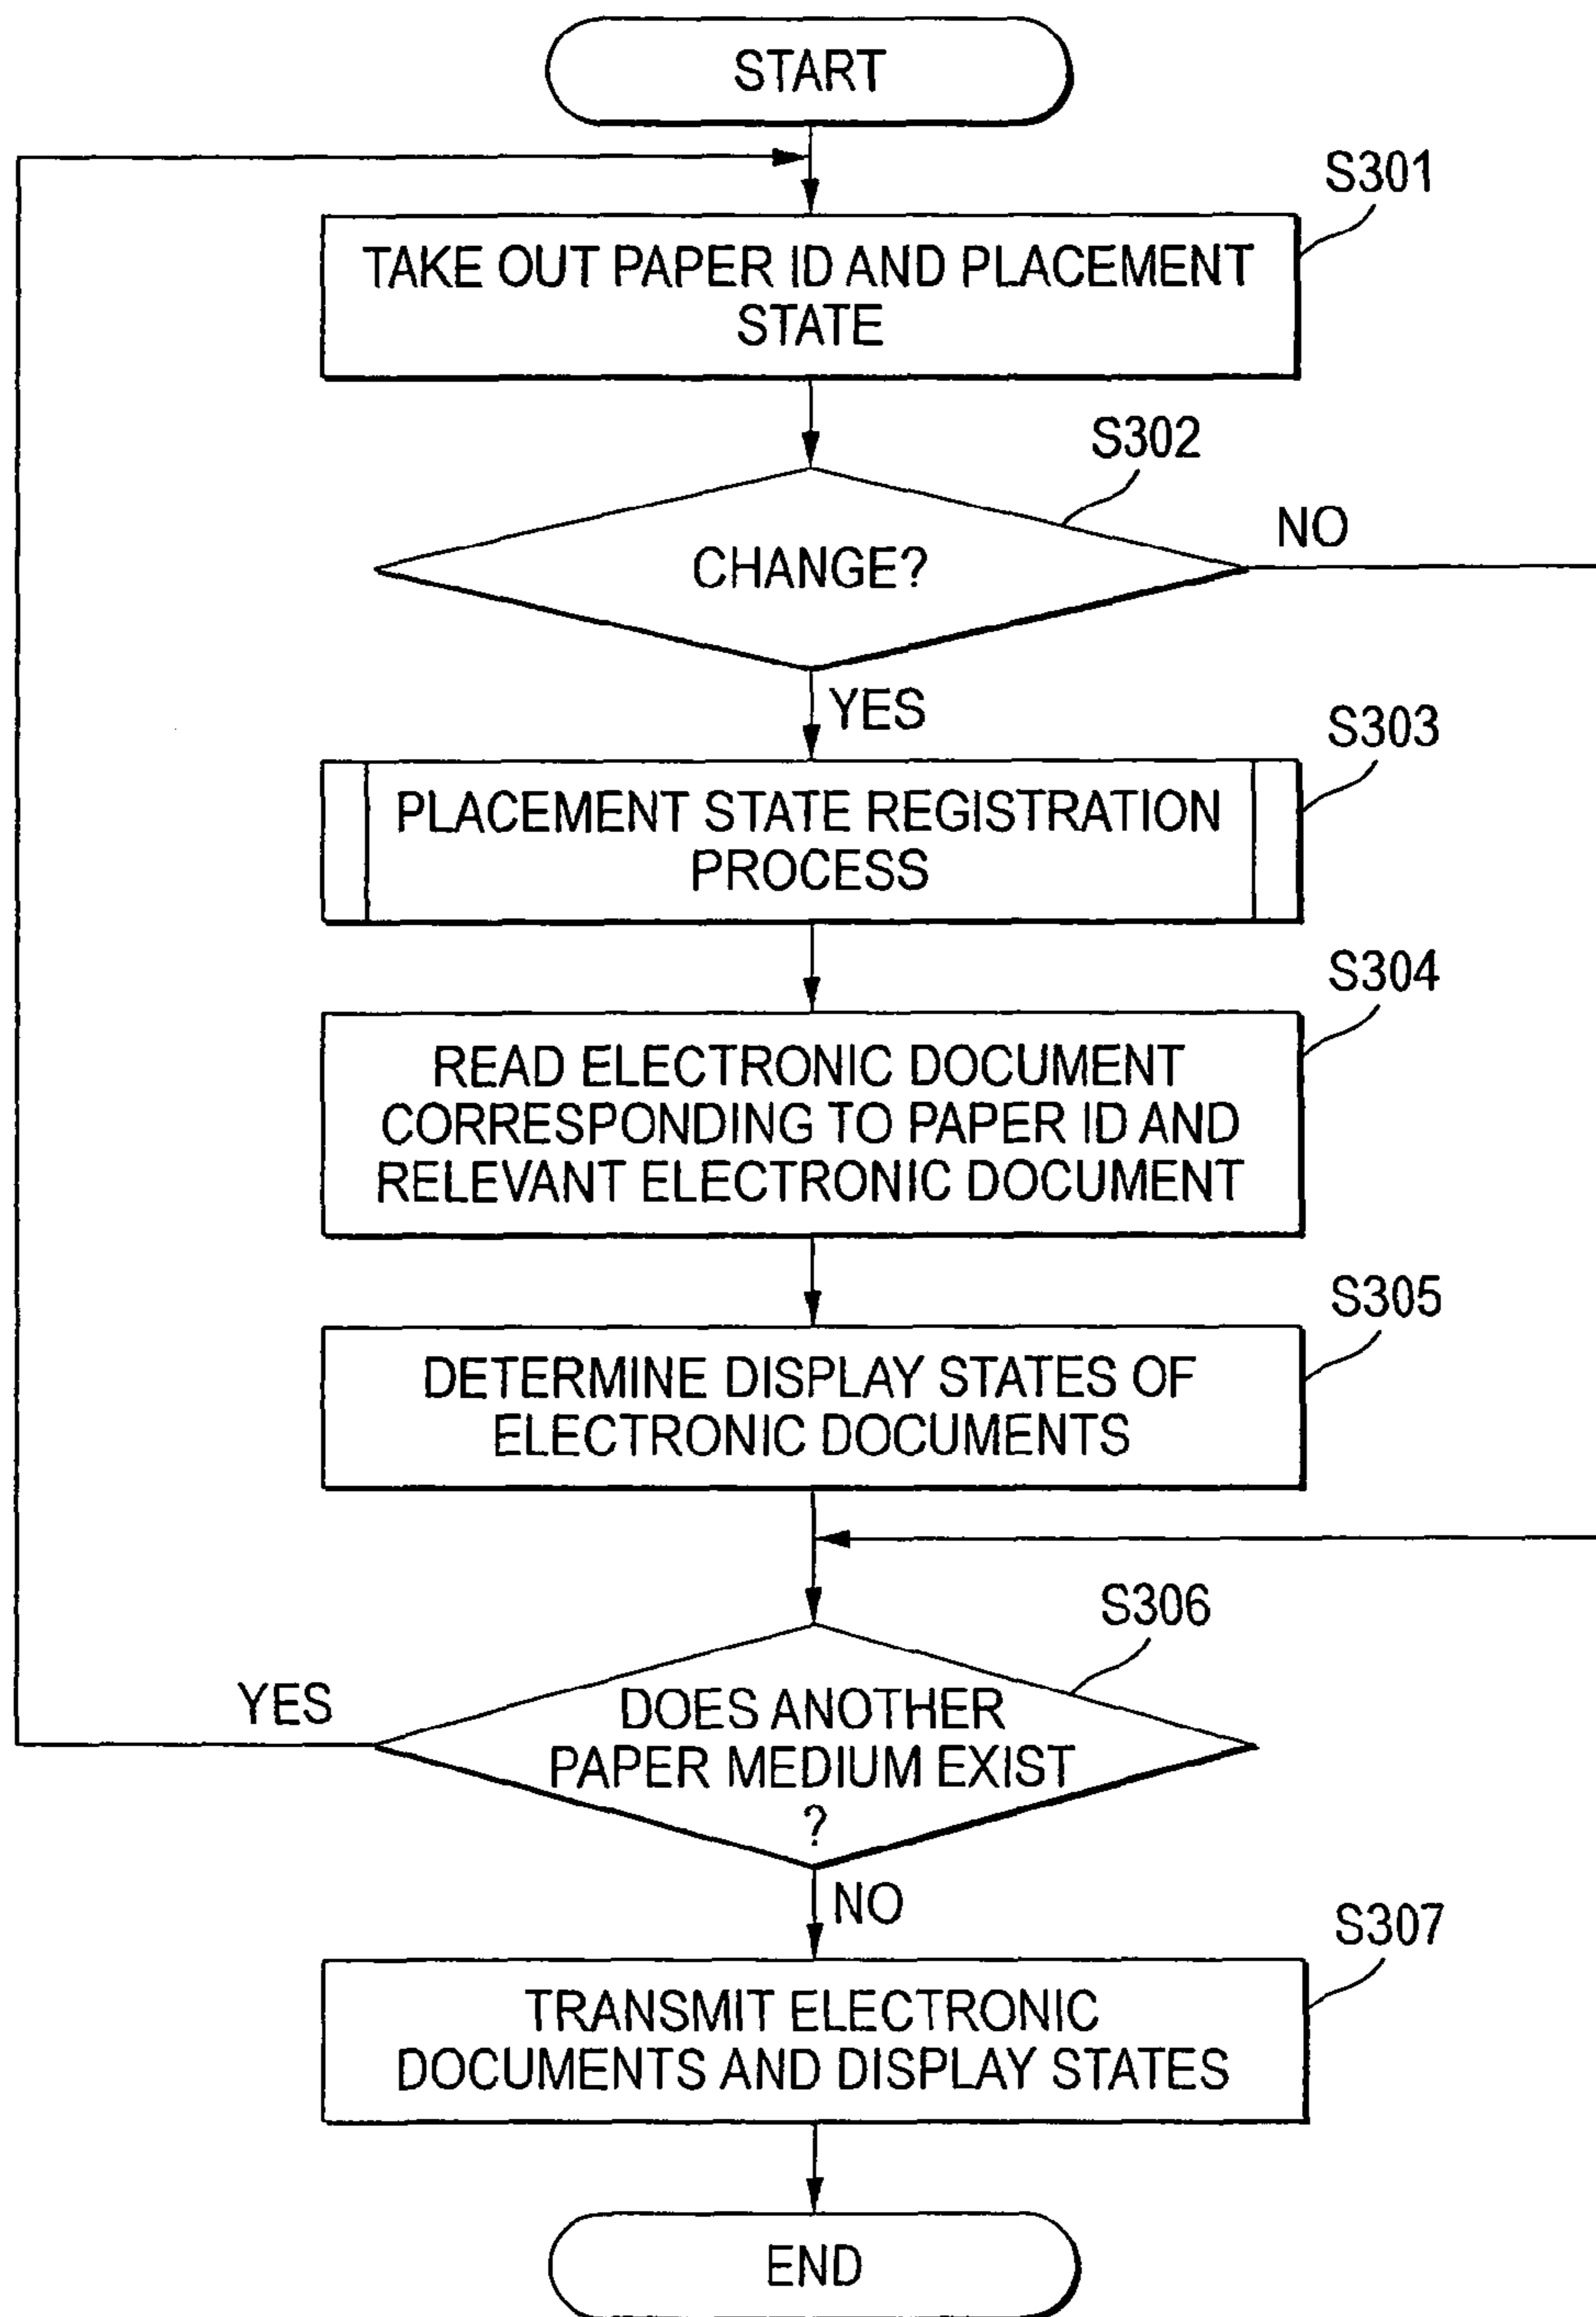 START
S301
TAKE OUT PAPER ID AND PLACEMENT
STATE
S302
CHANGE?
NO
YES
S303
PLACEMENT STATE REGISTRATION
PROCESS
S304
READ ELECTRONIC DOCUMENT
CORRESPONDING TO PAPER ID AND
RELEVANT ELECTRONIC DOCUMENT
S305
DETERMINE DISPLAY STATES OF
ELECTRONIC DOCUMENTS
S306
YES
DOES ANOTHER
PAPER MEDIUM EXIST
?
NO
S307
TRANSMIT ELECTRONIC
DOCUMENTS AND DISPLAY STATES
END